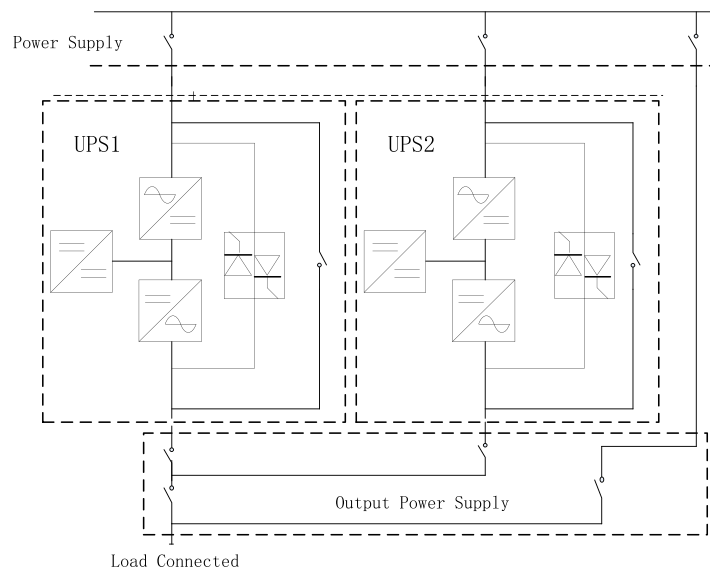 Power Supply
UPS1
UPS2
Output Power Supply
Load Connected